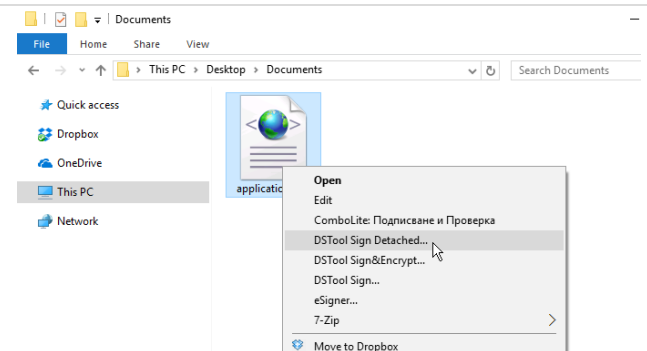 Documents
File Home Share View
This PC Desktop Documents
Search Documents
Quick access
Dropbox
OneDrive
This PC
Network
Open
Edit
ComboLite: Подписване и Проверка
DSTool Sign Detached...
DSTool Sign&Encrypt...
DSTool Sign...
eSigner...
7-Zip
Move to Dropbox